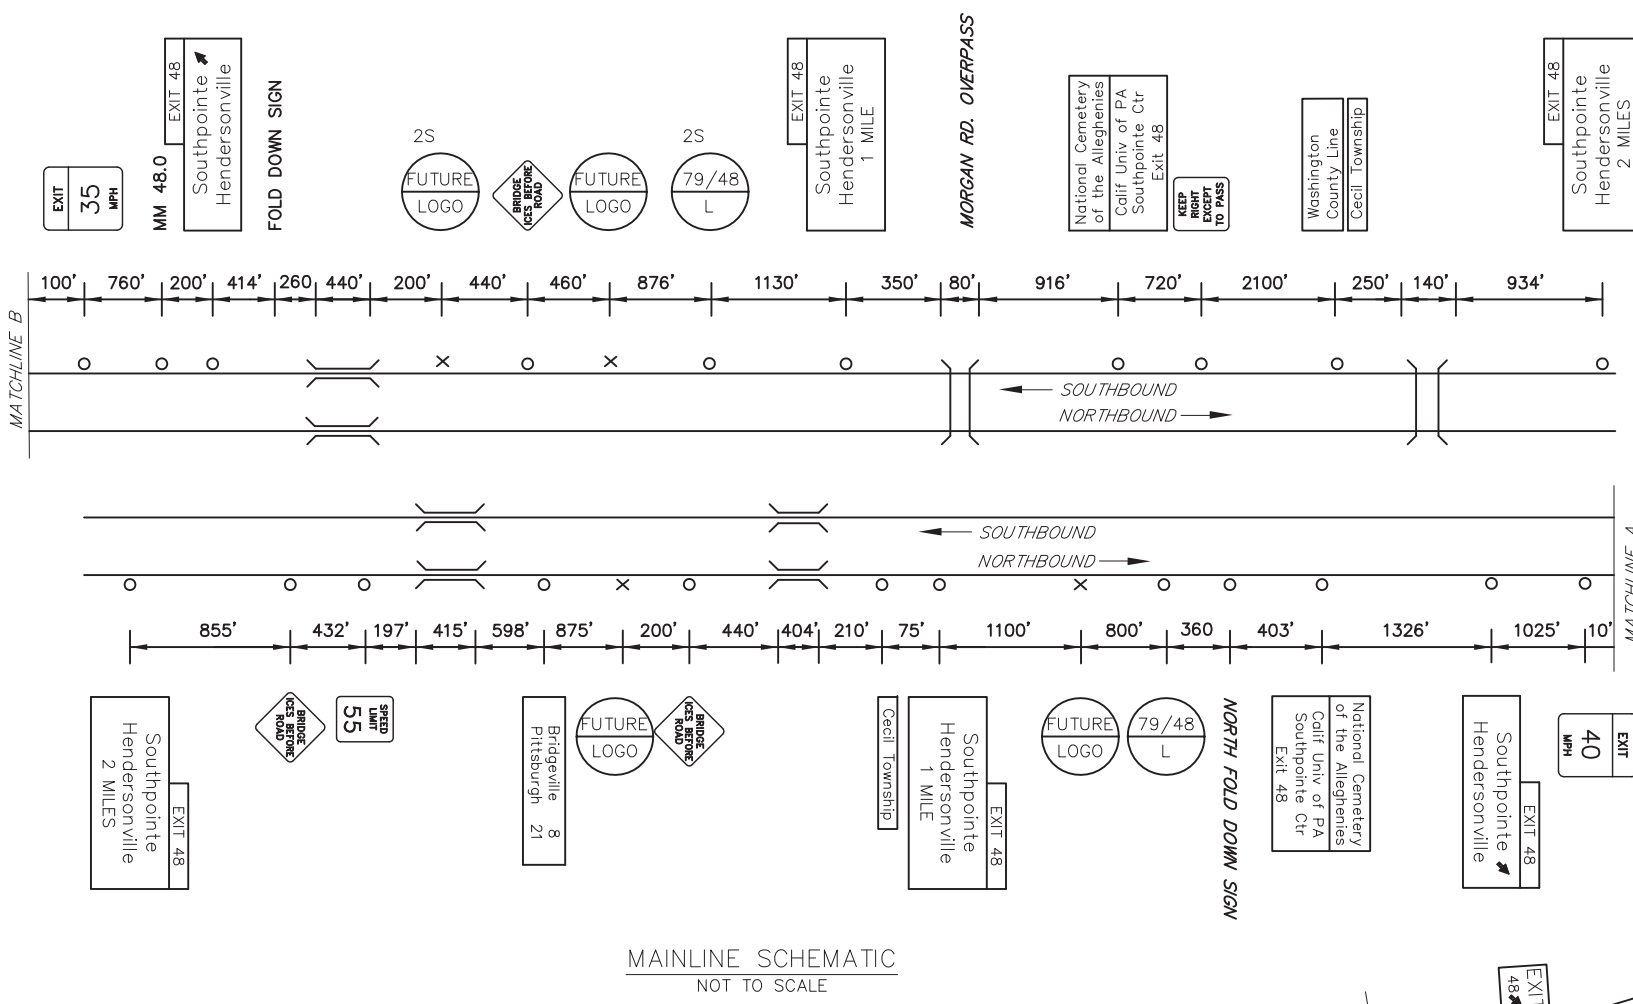 EXIT
35
MPH
MM 48.0
EXIT 48
Southpointe
Hendersonville
FOLD DOWN SIGN
2S
FUTURE
LOGO
BRIDGE
ICES BEFORE
ROAD
FUTURE
LOGO
2S
79/48
L
EXIT 48
Southpointe
Hendersonville
1 MILE
MORGAN RD. OVERPASS
National Cemetery
of the Alleghenies
Calif Univ of PA
Southpointe Ctr
Exit 48
KEEP
RIGHT
EXCEPT
TO PASS
Washington
County Line
Cecil Township
EXIT 48
Southpointe
Hendersonville
2 MILES
100' 760' 200' 414' 260 440' 200' 440' 460' 876' 1130' 350' 80' 916' 720' 2100' 250' 140' 934'
MATCHLINE B
SOUTHBOUND
NORTHBOUND
SOUTHBOUND
NORTHBOUND
MATCHLINE A
855' 432' 197' 415' 598' 875' 200' 440' 404' 210' 75' 1100' 800' 360 403' 1326' 1025' 10'
EXIT 48
Southpointe
Hendersonville
2 MILES
BRIDGE
ICES BEFORE
ROAD
SPEED
LIMIT
55
Bridgeville 8
Pittsburgh 21
FUTURE
LOGO
BRIDGE
ICES BEFORE
ROAD
Cecil Township
EXIT 48
Southpointe
Hendersonville
1 MILE
FUTURE
LOGO
79/48
L
NORTH FOLD DOWN SIGN
National Cemetery
of the Alleghenies
Calif Univ of PA
Southpointe Ctr
Exit 48
EXIT 48
Southpointe
Hendersonville
EXIT
40
MPH
MAINLINE SCHEMATIC
NOT TO SCALE
EXIT
48